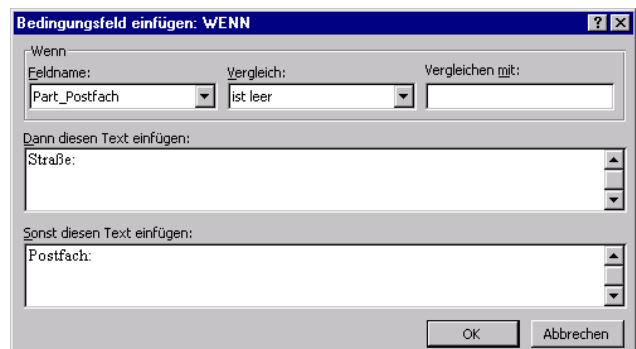 Bedingungsfeld einfügen: WENN
Wenn
Feldname: Vergleich: Vergleichen mit:
Part_Postfach ist leer
Dann diesen Text einfügen:
Straße:
Sonst diesen Text einfügen:
Postfach:
OK Abbrechen